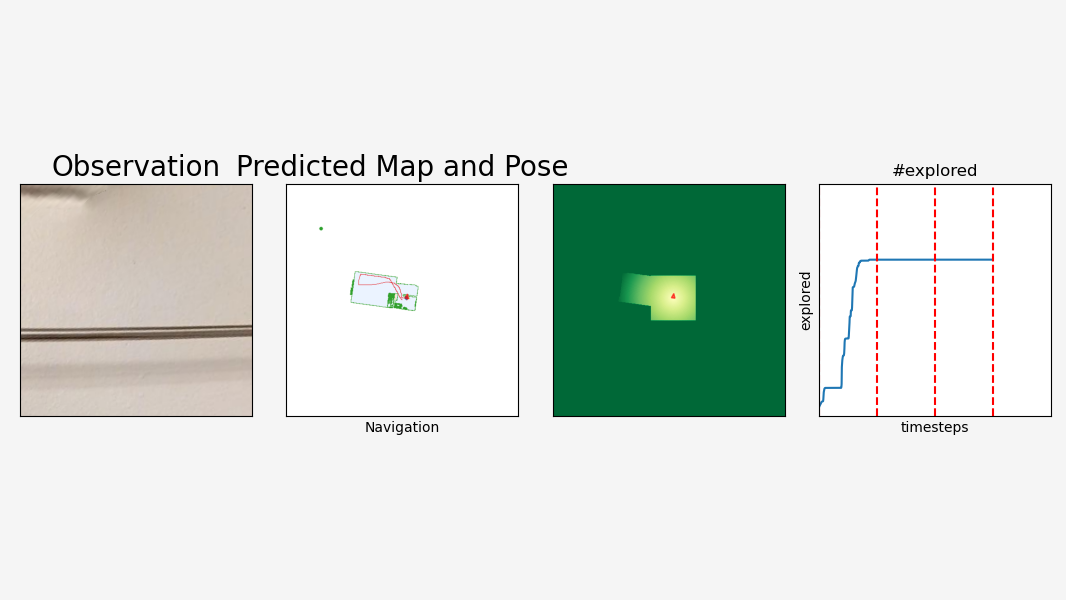 Observation
Predicted Map and Pose
#explored
explored
Navigation
timesteps